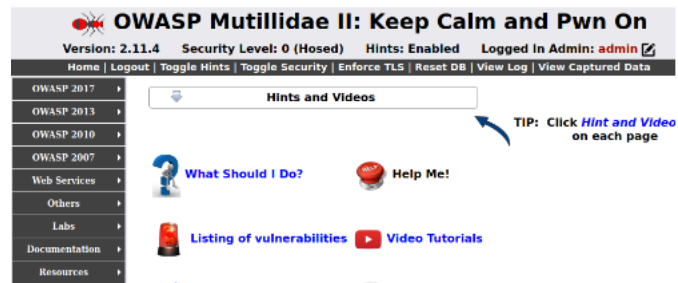 OWASP Mutillidae II: Keep Calm and Pwn On
Version: 2.11.4 Security Level: 0 (Hosed) Hints: Enabled Logged In Admin: admin
Home | Logout | Toggle Hints | Toggle Security | Enforce TLS | Reset DB | View Log | View Captured Data
OWASP 2017
OWASP 2013
OWASP 2010
OWASP 2007
Web Services
Others
Labs
Documentation
Resources
Hints and Videos
TIP: Click Hint and Video
on each page
What Should I Do?
HELP
Help Me!
Listing of vulnerabilities
Video Tutorials